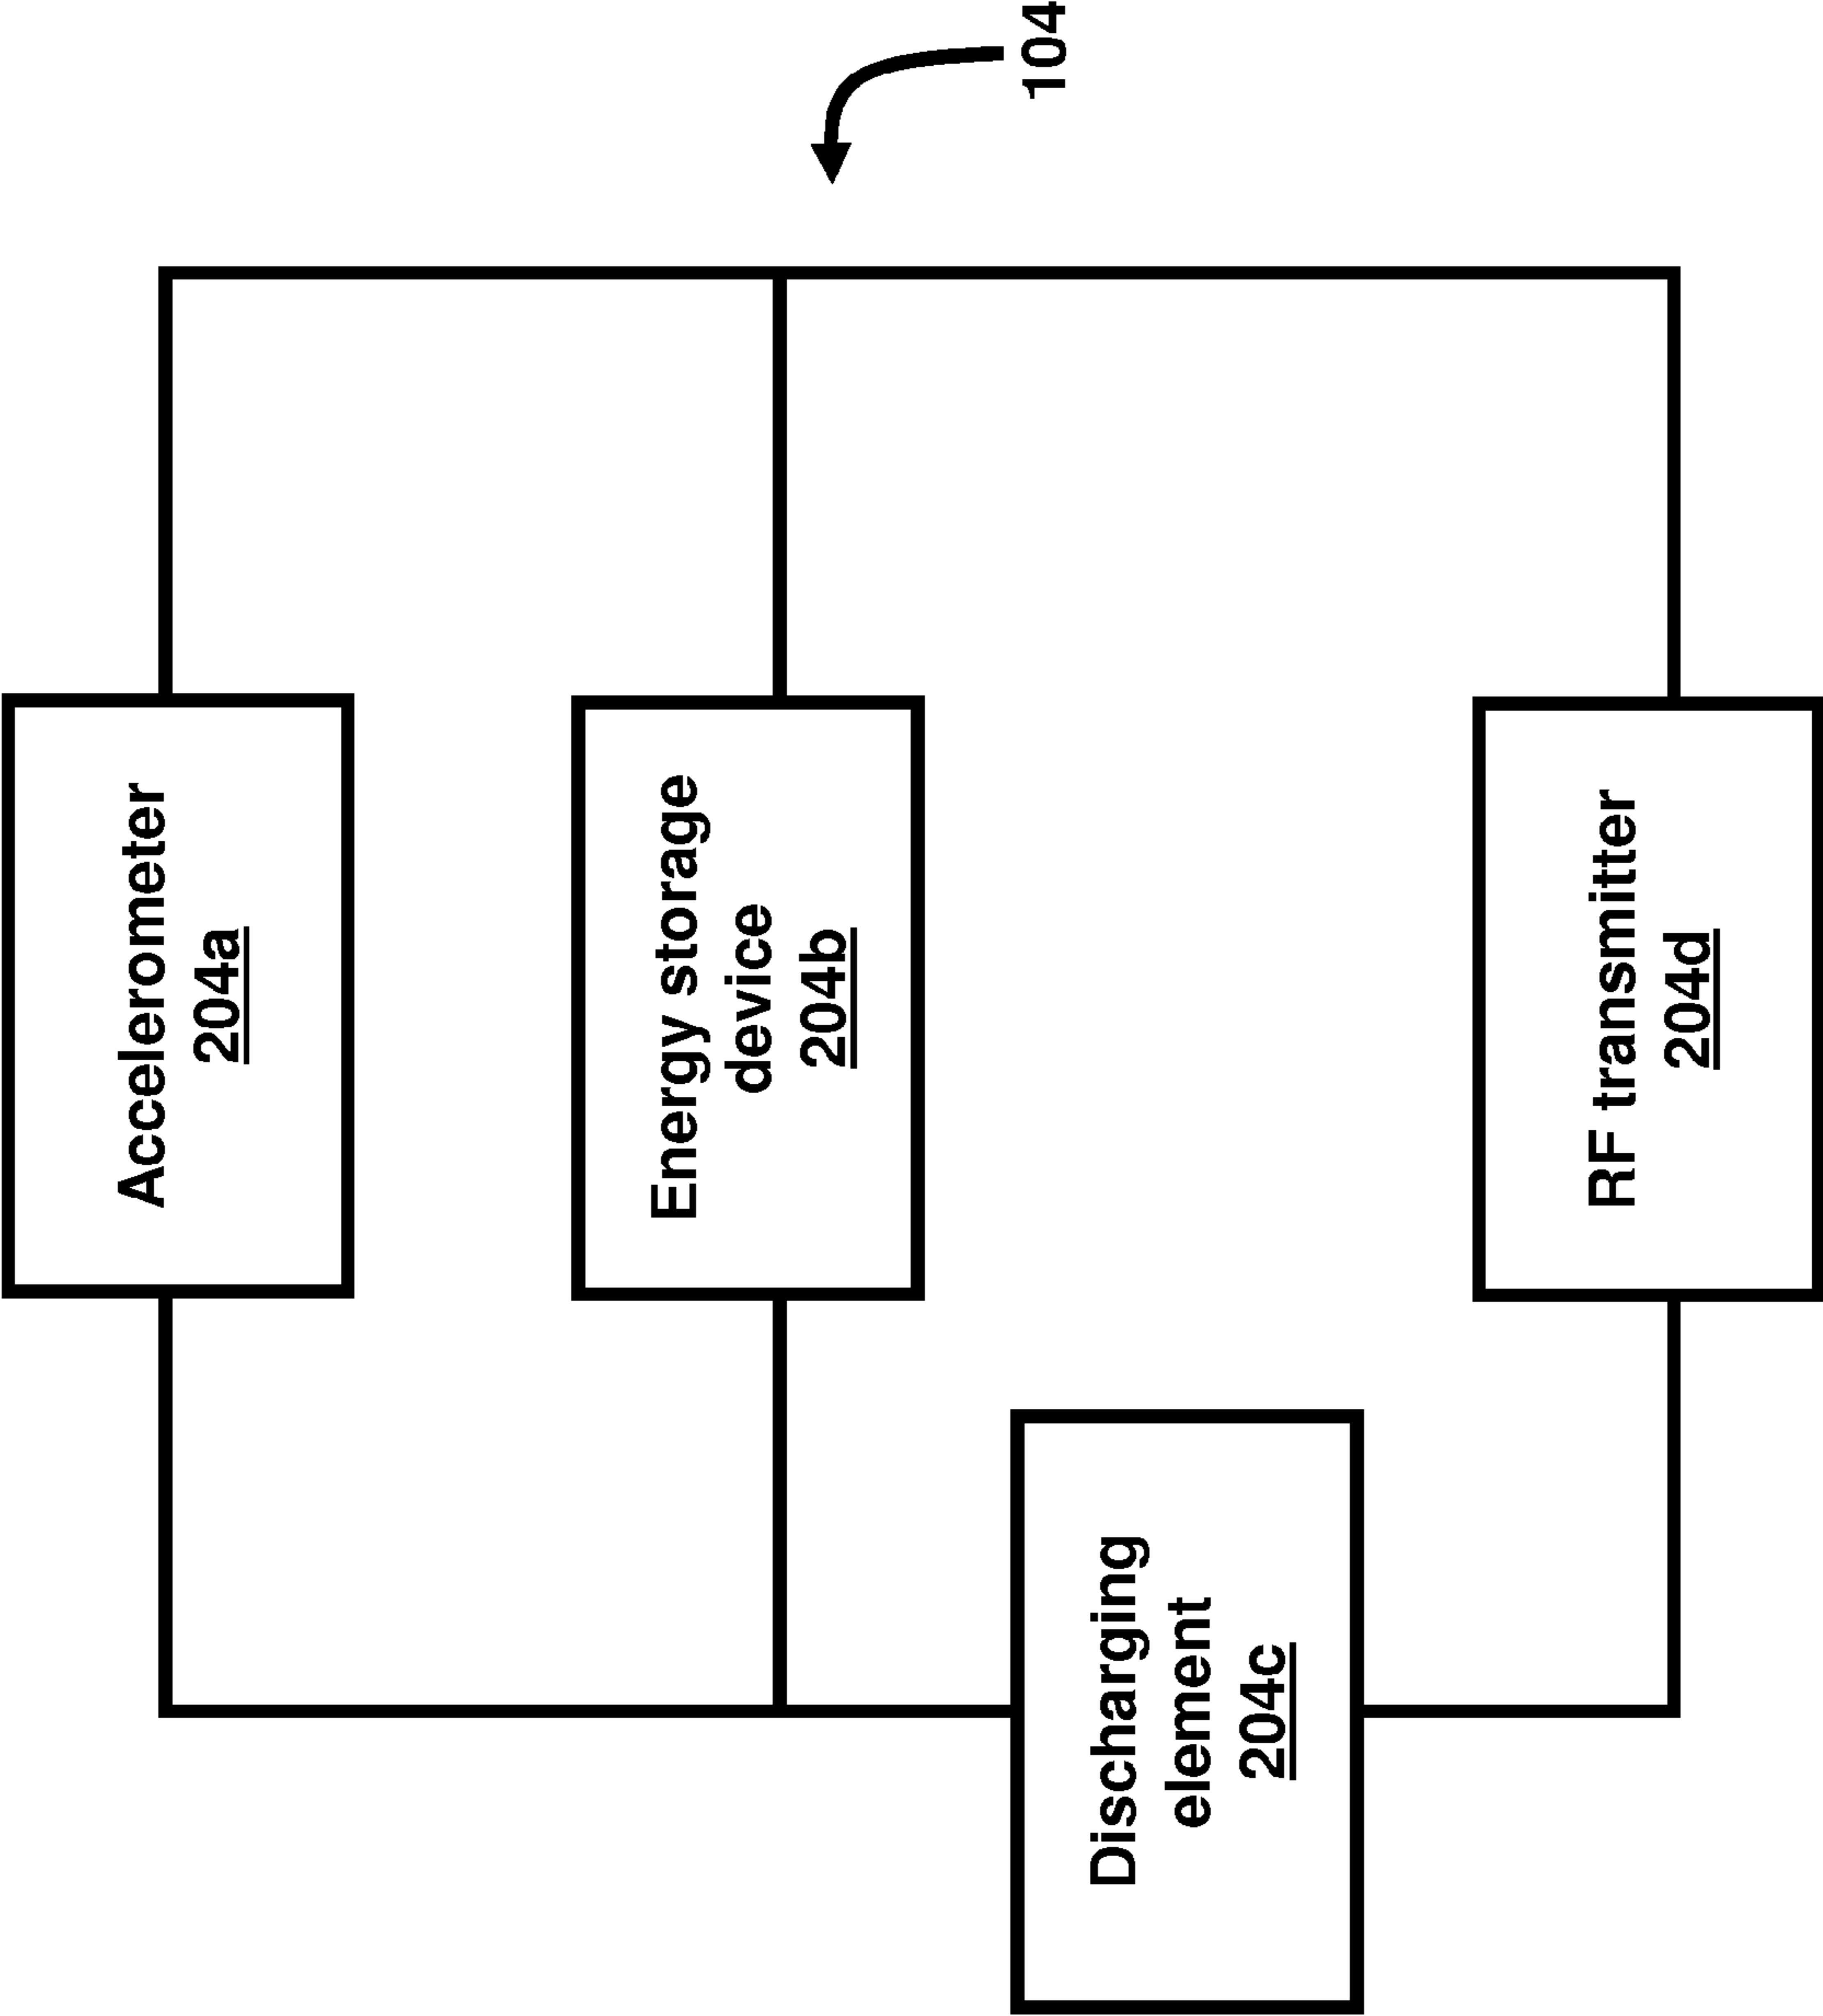 104
Accelerometer
204a
Energy storage
device
204b
Discharging
element
204c
RF transmitter
204d